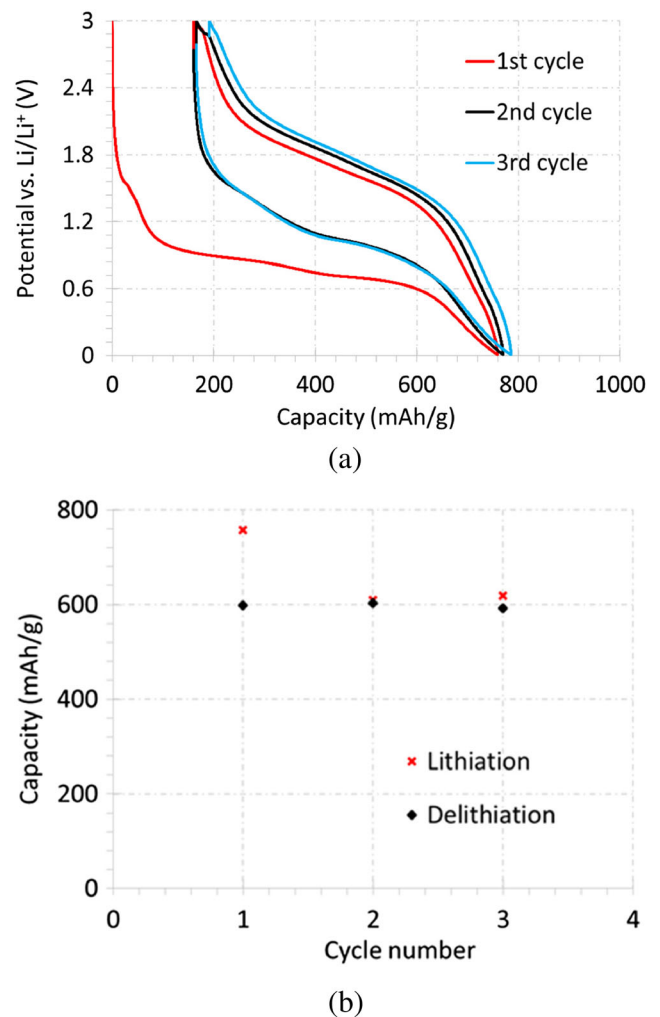 3
2.4
1.8
1.2
0.6
0
Potential vs. Li/Li⁺ (V)
1st cycle
2nd cycle
3rd cycle
0 200 400 600 800 1000
Capacity (mAh/g)
(a)
800
600
400
200
0
Capacity (mAh/g)
Lithiation
Delithiation
0 1 2 3 4
Cycle number
(b)